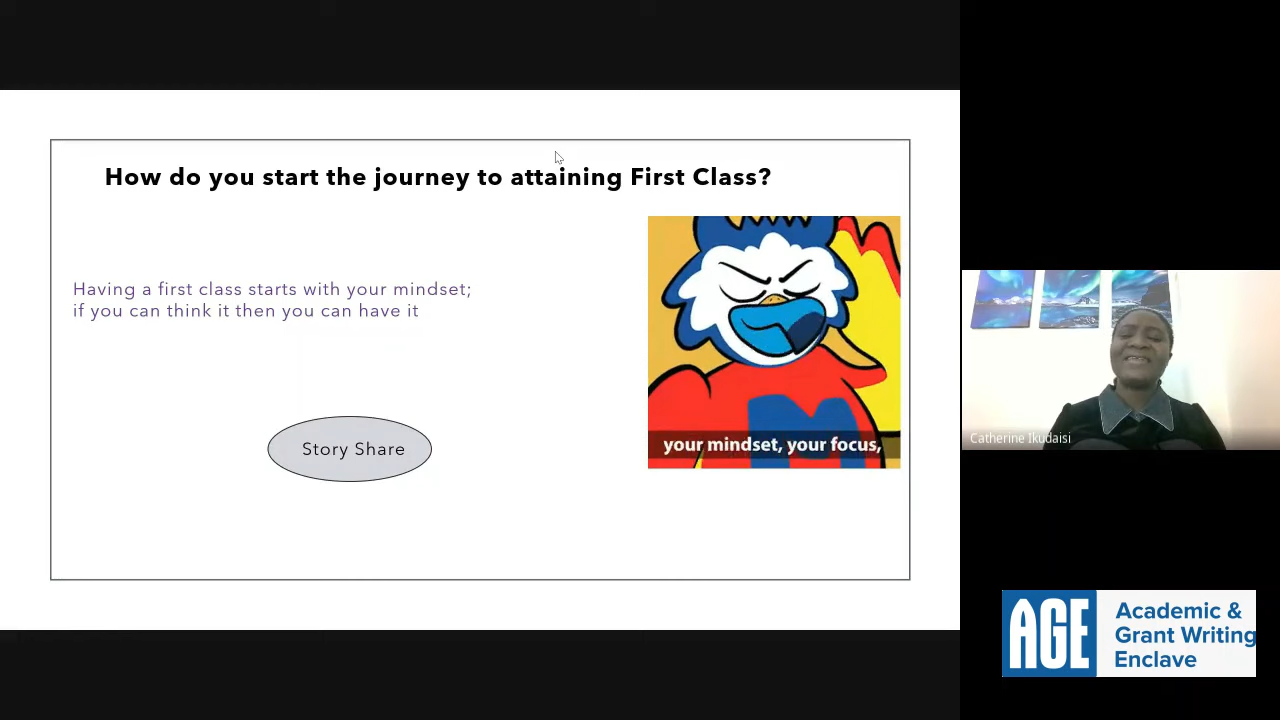 How do you start the journey to attaining First Class?
Having a first class starts with your mindset;
if you can think it then you can have it
Story Share
M
your mindset, your focus,
Catherine Ikudaisi
AGE
Academic &
Grant Writing
Enclave